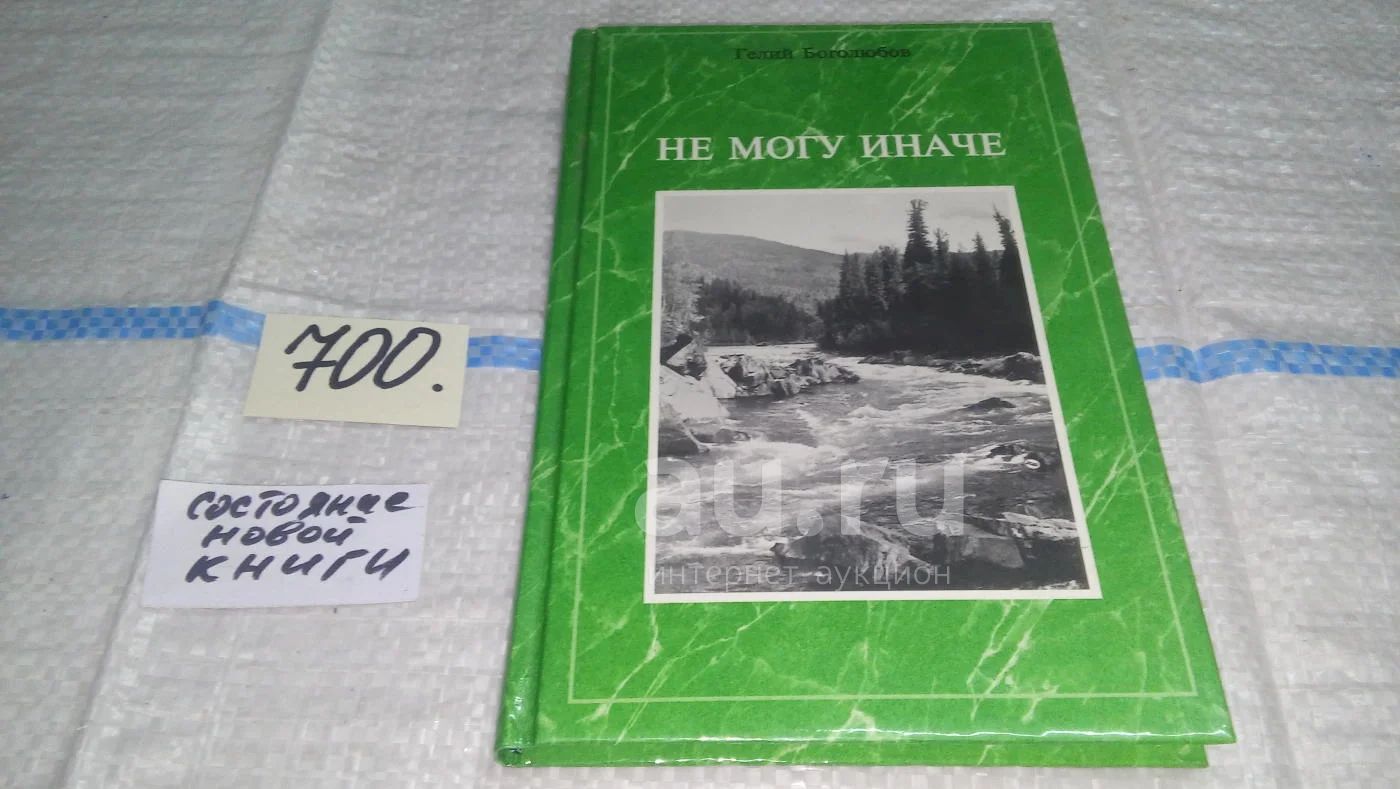 Гелий Боголюбов
НЕ МОГУ ИНАЧЕ
700.
состояние
новой
книги
au.ru
интернет аукцион